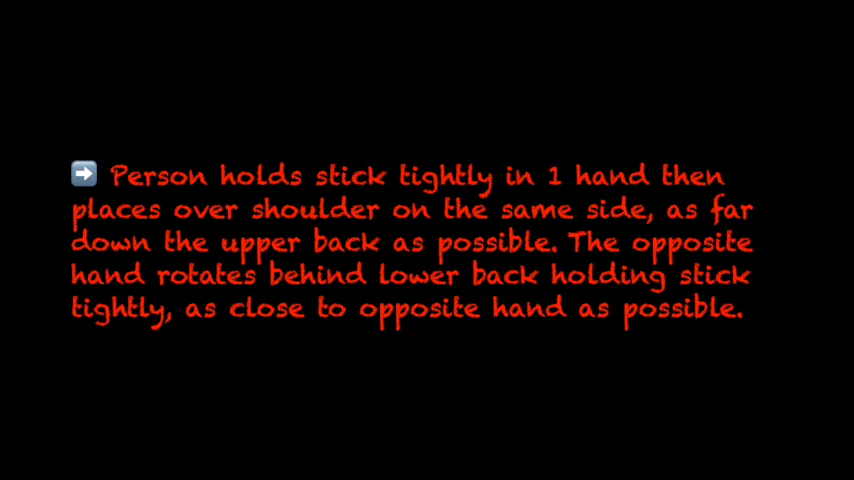 ➡️ Person holds stick tightly in 1 hand then
places over shoulder on the same side, as far
down the upper back as possible. The opposite
hand rotates behind lower back holding stick
tightly, as close to opposite hand as possible.